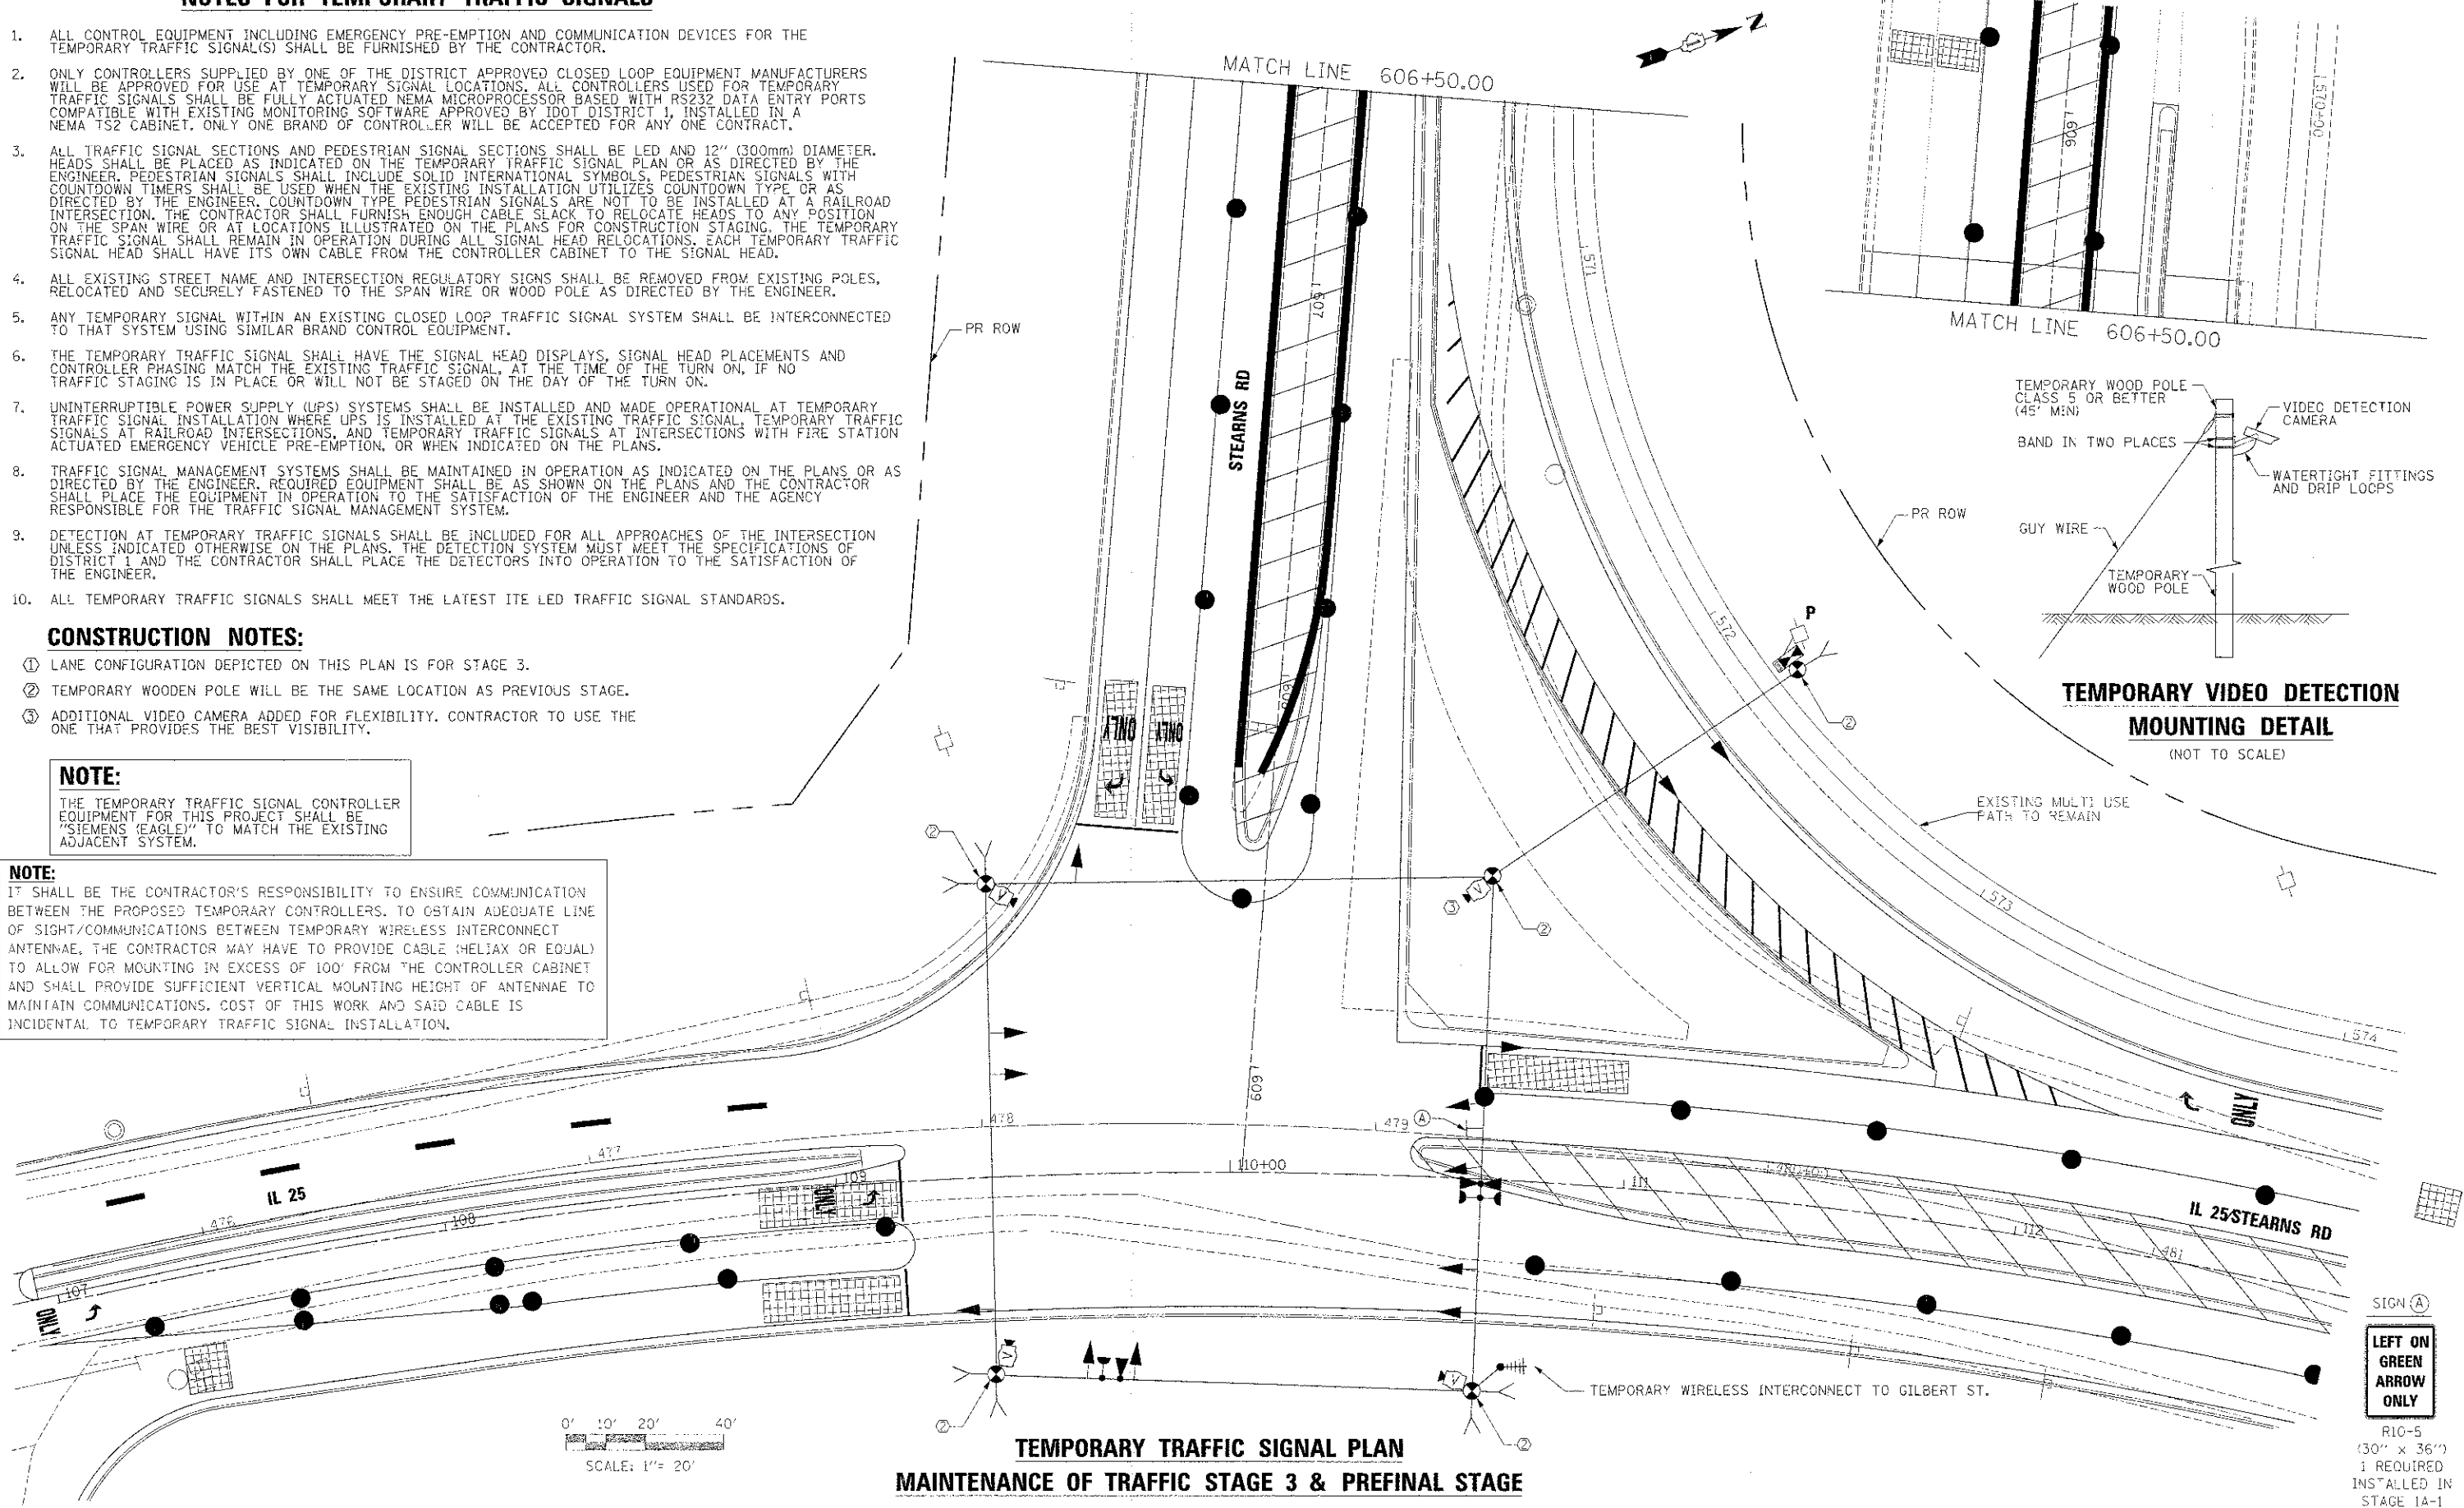 NOTES FOR TEMPORARY TRAFFIC SIGNALS
1. ALL CONTROL EQUIPMENT INCLUDING EMERGENCY PRE-EMPTION AND COMMUNICATION DEVICES FOR THE
TEMPORARY TRAFFIC SIGNAL(S) SHALL BE FURNISHED BY THE CONTRACTOR.
2. ONLY CONTROLLERS SUPPLIED BY ONE OF THE DISTRICT APPROVED CLOSED LOOP EQUIPMENT MANUFACTURERS
WILL BE APPROVED FOR USE AT TEMPORARY SIGNAL LOCATIONS. ALL CONTROLLERS USED FOR TEMPORARY
TRAFFIC SIGNALS SHALL BE FULLY ACTUATED NEMA MICROPROCESSOR BASED WITH RS232 DATA ENTRY PORTS
COMPATIBLE WITH EXISTING MONITORING SOFTWARE APPROVED BY IDOT DISTRICT 1, INSTALLED IN A
NEMA TS2 CABINET. ONLY ONE BRAND OF CONTROLLER WILL BE ACCEPTED FOR ANY ONE CONTRACT.
3. ALL TRAFFIC SIGNAL SECTIONS AND PEDESTRIAN SIGNAL SECTIONS SHALL BE LED AND 12" (300mm) DIAMETER.
HEADS SHALL BE PLACED AS INDICATED ON THE TEMPORARY TRAFFIC SIGNAL PLAN OR AS DIRECTED BY THE
ENGINEER. PEDESTRIAN SIGNALS SHALL INCLUDE SOLID INTERNATIONAL SYMBOLS. PEDESTRIAN SIGNALS WITH
COUNTDOWN TIMERS SHALL BE USED WHEN THE EXISTING INSTALLATION UTILIZES COUNTDOWN TYPE OR AS
DIRECTED BY THE ENGINEER. COUNTDOWN TYPE PEDESTRIAN SIGNALS ARE NOT TO BE INSTALLED AT A RAILROAD
INTERSECTION. THE CONTRACTOR SHALL FURNISH ENOUGH CABLE SLACK TO RELOCATE HEADS TO ANY POSITION
ON THE SPAN WIRE OR AT LOCATIONS ILLUSTRATED ON THE PLANS FOR CONSTRUCTION STAGING. THE TEMPORARY
TRAFFIC SIGNAL SHALL REMAIN IN OPERATION DURING ALL SIGNAL HEAD RELOCATIONS. EACH TEMPORARY TRAFFIC
SIGNAL HEAD SHALL HAVE ITS OWN CABLE FROM THE CONTROLLER CABINET TO THE SIGNAL HEAD.
4. ALL EXISTING STREET NAME AND INTERSECTION REGULATORY SIGNS SHALL BE REMOVED FROM EXISTING POLES,
RELOCATED AND SECURELY FASTENED TO THE SPAN WIRE OR WOOD POLE AS DIRECTED BY THE ENGINEER.
5. ANY TEMPORARY SIGNAL WITHIN AN EXISTING CLOSED LOOP TRAFFIC SIGNAL SYSTEM SHALL BE INTERCONNECTED
TO THAT SYSTEM USING SIMILAR BRAND CONTROL EQUIPMENT.
6. THE TEMPORARY TRAFFIC SIGNAL SHALL HAVE THE SIGNAL HEAD DISPLAYS, SIGNAL HEAD PLACEMENTS AND
CONTROLLER PHASING MATCH THE EXISTING TRAFFIC SIGNAL, AT THE TIME OF THE TURN ON, IF NO
TRAFFIC STAGING IS IN PLACE OR WILL NOT BE STAGED ON THE DAY OF THE TURN ON.
7. UNINTERRUPTIBLE POWER SUPPLY (UPS) SYSTEMS SHALL BE INSTALLED AND MADE OPERATIONAL AT TEMPORARY
TRAFFIC SIGNAL INSTALLATION WHERE UPS IS INSTALLED AT THE EXISTING TRAFFIC SIGNAL, TEMPORARY TRAFFIC
SIGNALS AT RAILROAD INTERSECTIONS, AND TEMPORARY TRAFFIC SIGNALS AT INTERSECTIONS WITH FIRE STATION
ACTUATED EMERGENCY VEHICLE PRE-EMPTION, OR WHEN INDICATED ON THE PLANS.
8. TRAFFIC SIGNAL MANAGEMENT SYSTEMS SHALL BE MAINTAINED IN OPERATION AS INDICATED ON THE PLANS OR AS
DIRECTED BY THE ENGINEER. REQUIRED EQUIPMENT SHALL BE AS SHOWN ON THE PLANS AND THE CONTRACTOR
SHALL PLACE THE EQUIPMENT IN OPERATION TO THE SATISFACTION OF THE ENGINEER AND THE AGENCY
RESPONSIBLE FOR THE TRAFFIC SIGNAL MANAGEMENT SYSTEM.
9. DETECTION AT TEMPORARY TRAFFIC SIGNALS SHALL BE INCLUDED FOR ALL APPROACHES OF THE INTERSECTION
UNLESS INDICATED OTHERWISE ON THE PLANS. THE DETECTION SYSTEM MUST MEET THE SPECIFICATIONS OF
DISTRICT 1 AND THE CONTRACTOR SHALL PLACE THE DETECTORS INTO OPERATION TO THE SATISFACTION OF
THE ENGINEER.
10. ALL TEMPORARY TRAFFIC SIGNALS SHALL MEET THE LATEST ITE LED TRAFFIC SIGNAL STANDARDS.
CONSTRUCTION NOTES:
1 LANE CONFIGURATION DEPICTED ON THIS PLAN IS FOR STAGE 3.
2 TEMPORARY WOODEN POLE WILL BE THE SAME LOCATION AS PREVIOUS STAGE.
3 ADDITIONAL VIDEO CAMERA ADDED FOR FLEXIBILITY. CONTRACTOR TO USE THE
ONE THAT PROVIDES THE BEST VISIBILITY.
NOTE:
THE TEMPORARY TRAFFIC SIGNAL CONTROLLER
EQUIPMENT FOR THIS PROJECT SHALL BE
"SIEMENS (EAGLE)" TO MATCH THE EXISTING
ADJACENT SYSTEM.
NOTE:
IT SHALL BE THE CONTRACTOR'S RESPONSIBILITY TO ENSURE COMMUNICATION
BETWEEN THE PROPOSED TEMPORARY CONTROLLERS. TO OBTAIN ADEQUATE LINE
OF SIGHT/COMMUNICATIONS BETWEEN TEMPORARY WIRELESS INTERCONNECT
ANTENNAE, THE CONTRACTOR MAY HAVE TO PROVIDE CABLE (HELIAX OR EQUAL)
TO ALLOW FOR MOUNTING IN EXCESS OF 100' FROM THE CONTROLLER CABINET
AND SHALL PROVIDE SUFFICIENT VERTICAL MOUNTING HEIGHT OF ANTENNAE TO
MAINTAIN COMMUNICATIONS. COST OF THIS WORK AND SAID CABLE IS
INCIDENTAL TO TEMPORARY TRAFFIC SIGNAL INSTALLATION.
MATCH LINE 606+50.00
N
1
606
570+00
MATCH LINE 606+50.00
PR ROW
STEARNS RD
607
571
608
572
P
2
PR ROW
TEMPORARY WOOD POLE
CLASS 5 OR BETTER
(45' MIN)
VIDEO DETECTION
CAMERA
BAND IN TWO PLACES
WATERTIGHT FITTINGS
AND DRIP LOOPS
GUY WIRE
TEMPORARY
WOOD POLE
TEMPORARY VIDEO DETECTION
MOUNTING DETAIL
(NOT TO SCALE)
EXISTING MULTI USE
PATH TO REMAIN
ONLY
ONLY
2
V
V
3
2
573
574
609
478
479
A
477
110+00
109
ONLY
480+00
111
ONLY
IL 25
476
108
112
481
IL 25/STEARNS RD
107
ONLY
V
V
2
2
TEMPORARY WIRELESS INTERCONNECT TO GILBERT ST.
0' 10' 20' 40'
SCALE: 1"= 20'
TEMPORARY TRAFFIC SIGNAL PLAN
MAINTENANCE OF TRAFFIC STAGE 3 & PREFINAL STAGE
SIGN A
LEFT ON
GREEN
ARROW
ONLY
R10-5
(30" x 36")
1 REQUIRED
INSTALLED IN
STAGE 1A-1